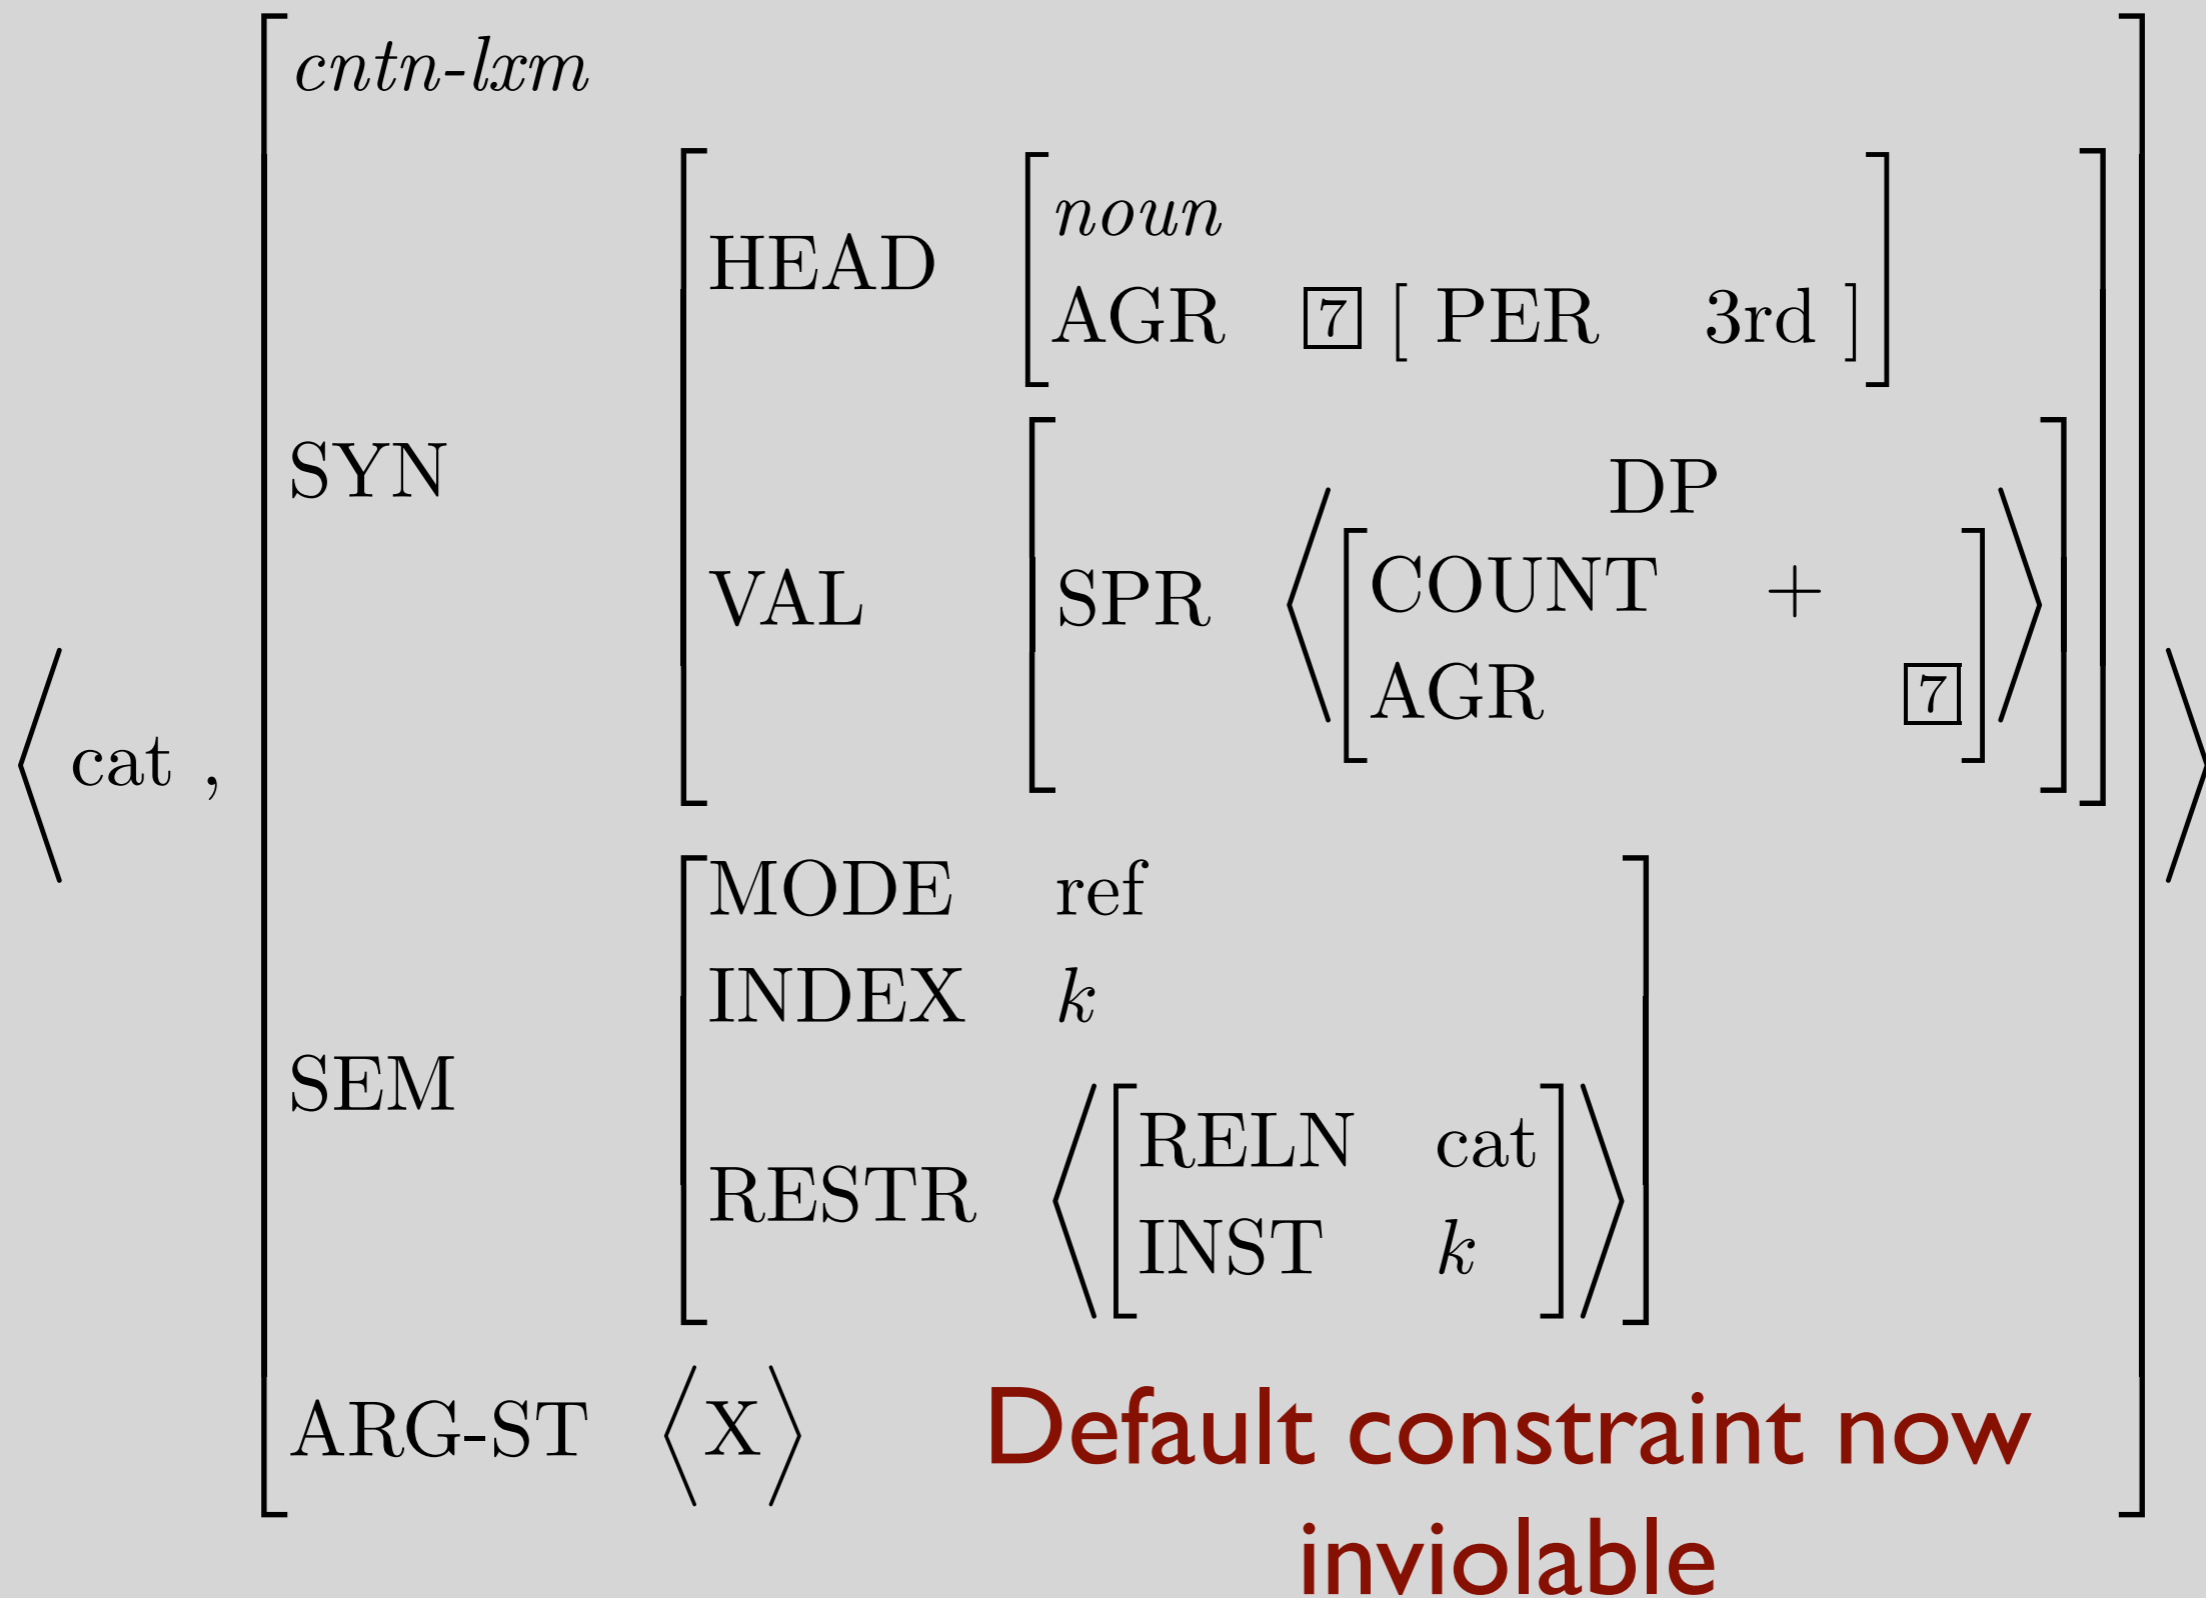 cntn-lxm
noun
HEAD
AGR 7 [ PER 3rd ]
SYN
DP
VAL
SPR
COUNT +
AGR 7
⟨cat ,
MODE ref
INDEX k
SEM
RELN cat
RESTR
INST k
ARG-ST ⟨X⟩
Default constraint now
inviolable